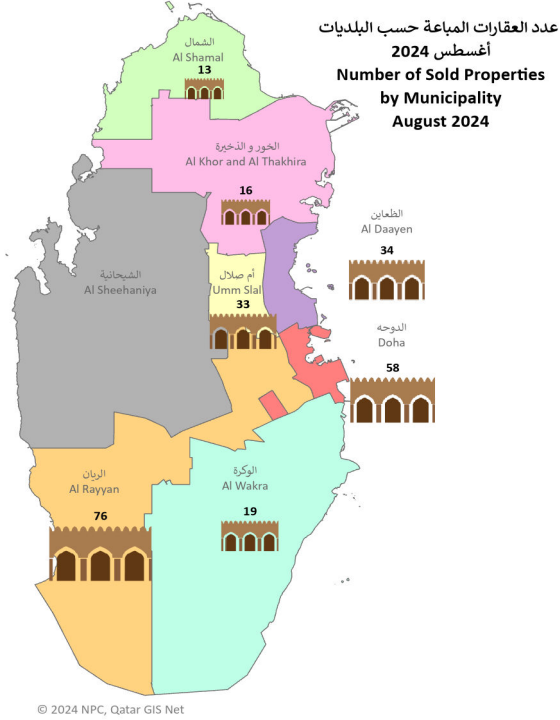 عدد العقارات المباعة حسب البلديات
أغسطس 2024
Number of Sold Properties
by Municipality
August 2024
الشمال
Al Shamal
13
الخور و الذخيرة
Al Khor and Al Thakhira
16
الظعاين
Al Daayen
34
الشيحانية
Al Sheehaniya
أم صلال
Umm Slal
33
الدوحه
Doha
58
الريان
Al Rayyan
76
الوكرة
Al Wakra
19
© 2024 NPC, Qatar GIS Net